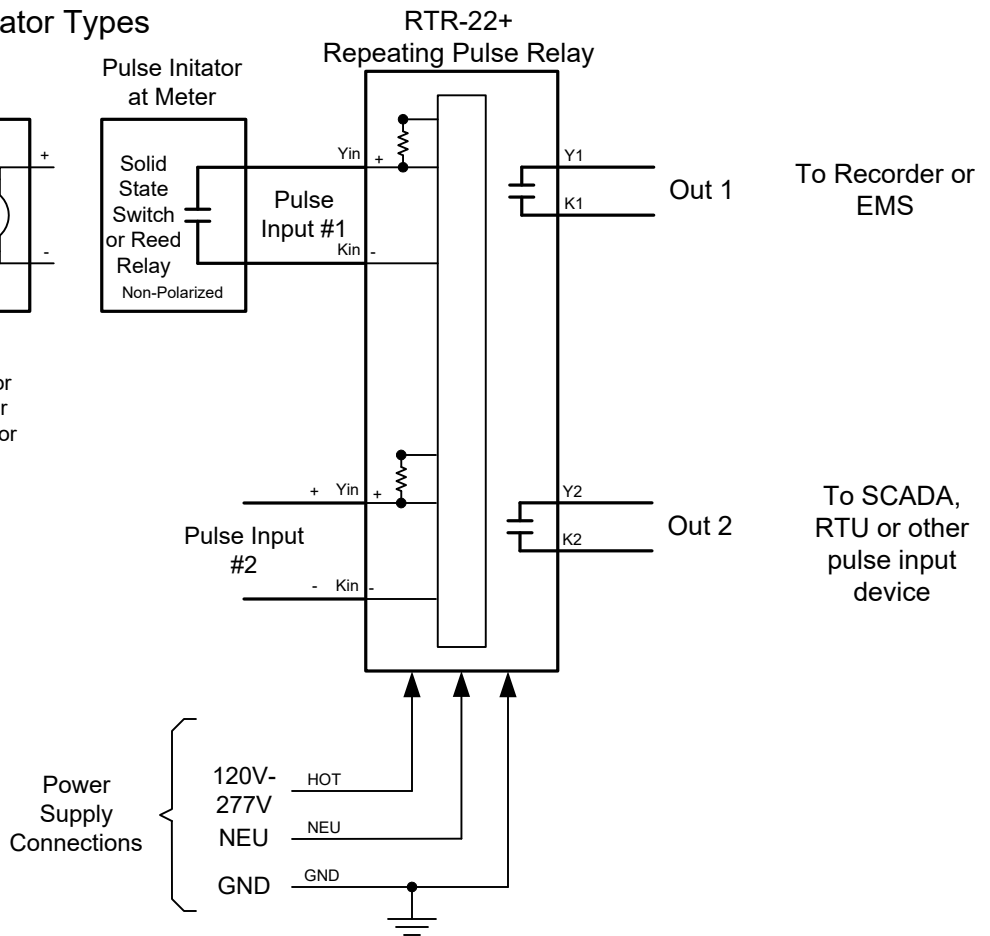 ator Types
RTR-22+
Repeating Pulse Relay
Pulse Initator
at Meter
+
-
Solid
State
Switch
or Reed
Relay
Non-Polarized
Yin
+
Pulse
Input #1
Kin
-
Y1
K1
Out 1
To Recorder or
EMS
or
r
or
+ Yin
+
Pulse Input
#2
- Kin
-
Y2
K2
Out 2
To SCADA,
RTU or other
pulse input
device
Power
Supply
Connections
120V-
277V
HOT
NEU
NEU
GND
GND